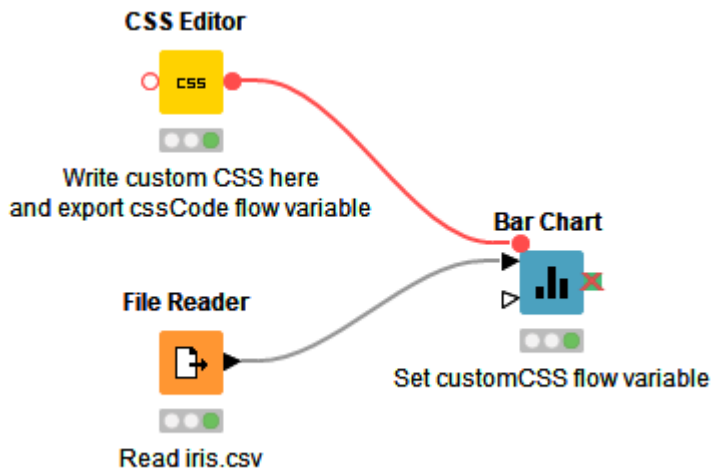 CSS Editor
CSS
Write custom CSS here
and export cssCode flow variable
Bar Chart
File Reader
Set customCSS flow variable
Read iris.csv